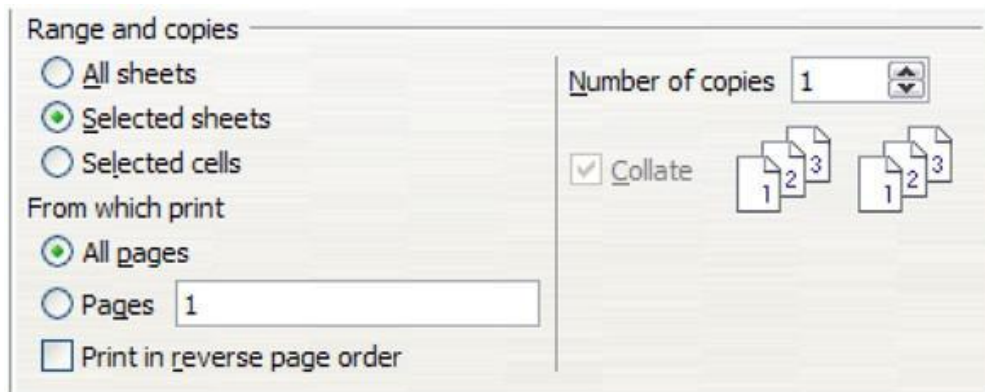 Range and copies
All sheets
Selected sheets
Selected cells
From which print
All pages
Pages 1
Print in reverse page order
Number of copies 1
Collate
1 2 3 1 2 3